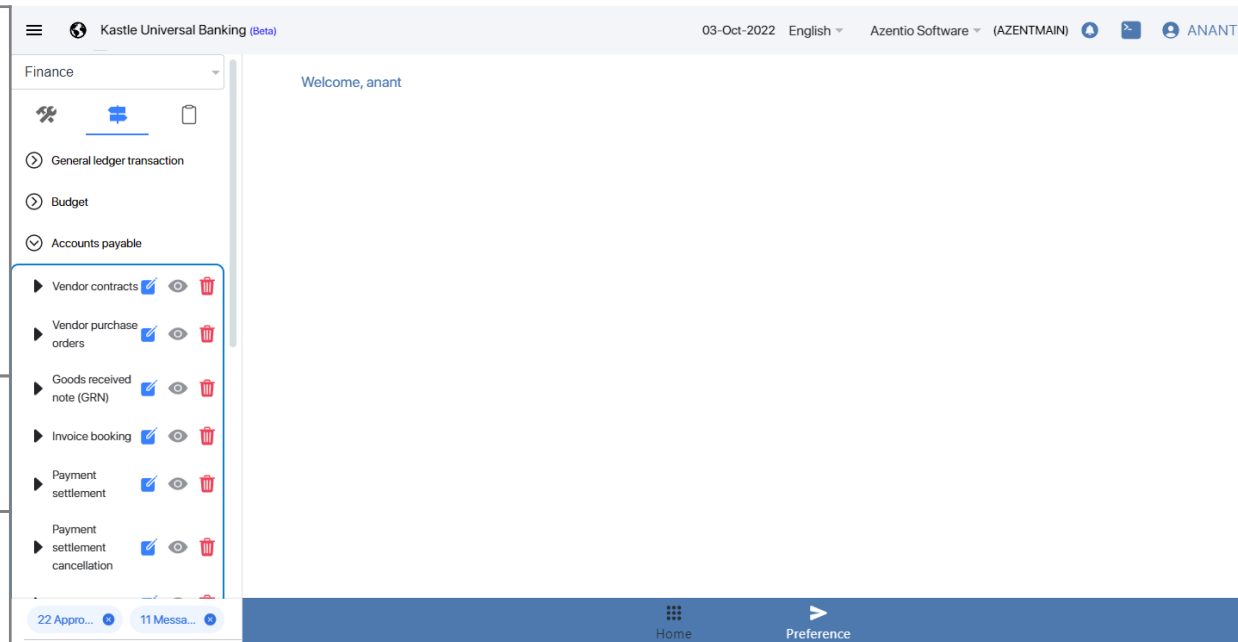 Kastle Universal Banking (Beta)
03-Oct-2022 English Azentio Software (AZENTMAIN) ANANT
Finance
Welcome, anant
General ledger transaction
Budget
Accounts payable
Vendor contracts
Vendor purchase
orders
Goods received
note (GRN)
Invoice booking
Payment
settlement
Payment
settlement
cancellation
22 Appro...
11 Messa...
Home
Preference